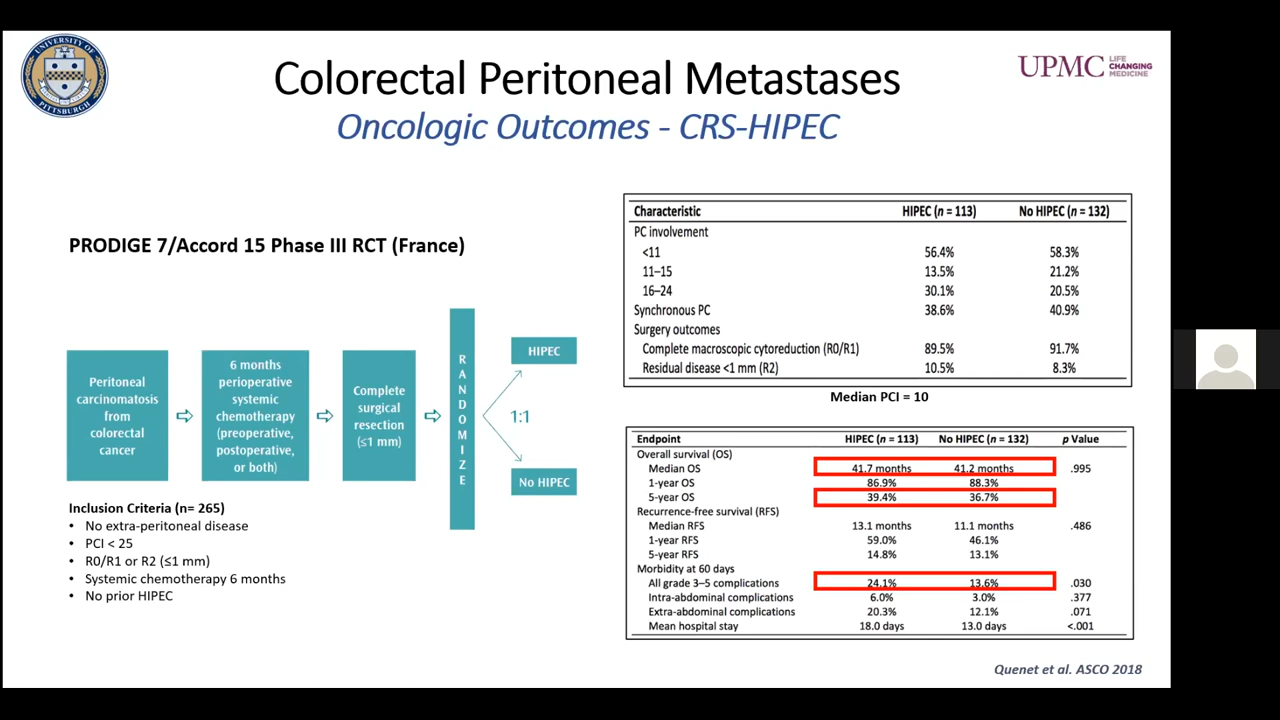 UNIVERSITY OF
PITTSBURGH
Colorectal Peritoneal Metastases
Oncologic Outcomes - CRS-HIPEC
UPMC LIFE
CHANGING
MEDICINE
PRODIGE 7/Accord 15 Phase III RCT (France)
Peritoneal
carcinomatosis
from
colorectal
cancer
6 months
perioperative
systemic
chemotherapy
(preoperative,
postoperative,
or both)
Complete
surgical
resection
(≤1 mm)
RANDOMIZE
HIPEC
1:1
No HIPEC
Inclusion Criteria (n= 265)
• No extra-peritoneal disease
• PCI < 25
• R0/R1 or R2 (≤1 mm)
• Systemic chemotherapy 6 months
• No prior HIPEC
Characteristic HIPEC (n = 113) No HIPEC (n = 132)
PC involvement
<11 56.4% 58.3%
11–15 13.5% 21.2%
16–24 30.1% 20.5%
Synchronous PC 38.6% 40.9%
Surgery outcomes
Complete macroscopic cytoreduction (R0/R1) 89.5% 91.7%
Residual disease <1 mm (R2) 10.5% 8.3%
Median PCI = 10
Endpoint HIPEC (n = 113) No HIPEC (n = 132) p Value
Overall survival (OS)
Median OS 41.7 months 41.2 months .995
1-year OS 86.9% 88.3%
5-year OS 39.4% 36.7%
Recurrence-free survival (RFS)
Median RFS 13.1 months 11.1 months .486
1-year RFS 59.0% 46.1%
5-year RFS 14.8% 13.1%
Morbidity at 60 days
All grade 3–5 complications 24.1% 13.6% .030
Intra-abdominal complications 6.0% 3.0% .377
Extra-abdominal complications 20.3% 12.1% .071
Mean hospital stay 18.0 days 13.0 days <.001
Quenet et al. ASCO 2018